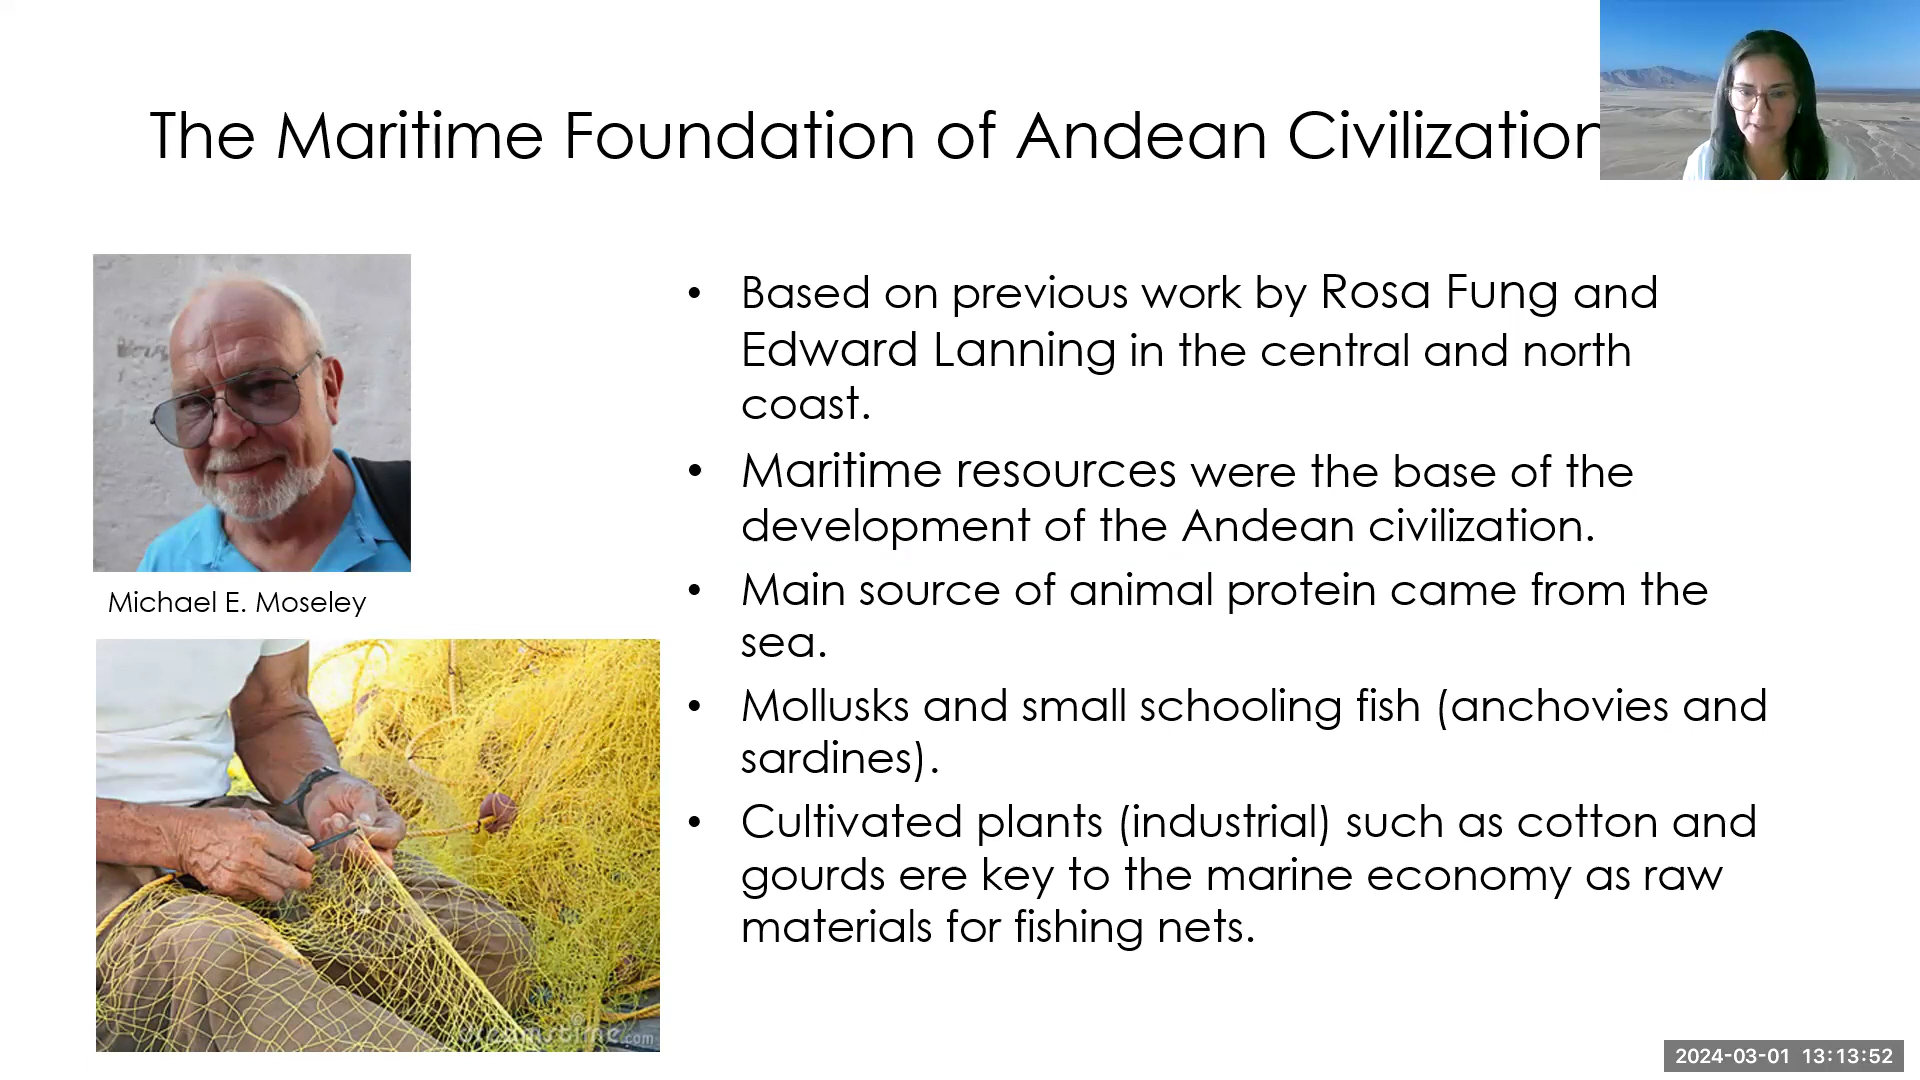 The Maritime Foundation of Andean Civilization
Michael E. Moseley
• Based on previous work by Rosa Fung and
Edward Lanning in the central and north
coast.
• Maritime resources were the base of the
development of the Andean civilization.
• Main source of animal protein came from the
sea.
• Mollusks and small schooling fish (anchovies and
sardines).
• Cultivated plants (industrial) such as cotton and
gourds ere key to the marine economy as raw
materials for fishing nets.
dreamstime.com
2024-03-01 13:13:52